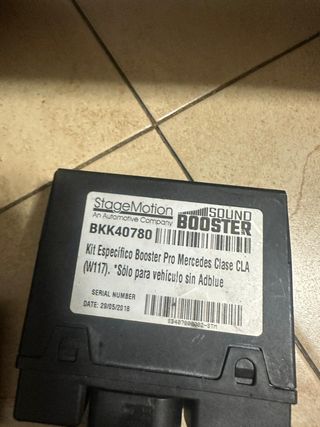 StageMotion
An Automotive Company
SOUND
BOOSTER
BKK40780
Kit Específico Booster Pro Mercedes Clase CLA
(W117). *Sólo para vehículo sin Adblue
SERIAL NUMBER
DATE: 29/05/2018